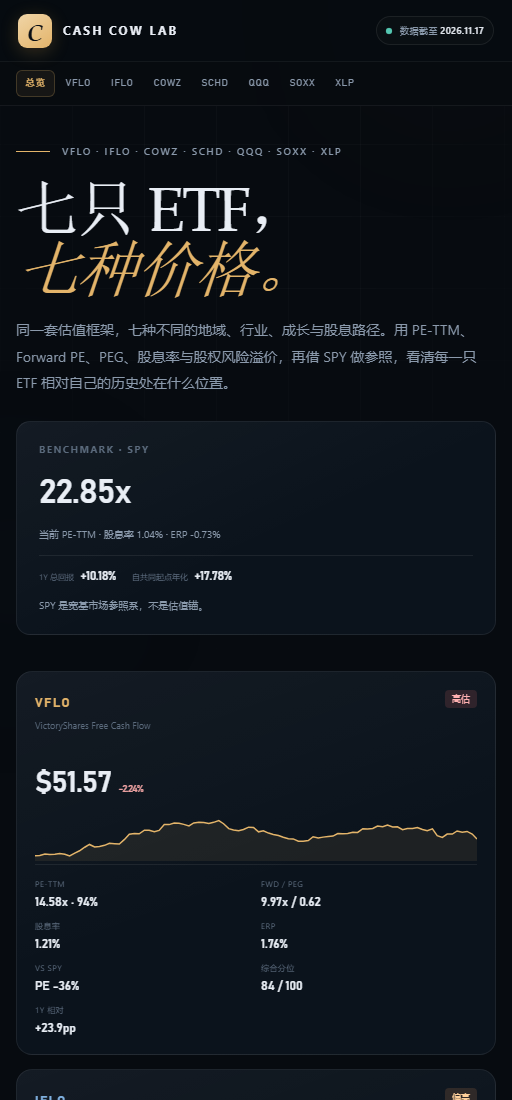 C CASH COW LAB
数据截至 2026.11.17
总览 VFLO IFLO COWZ SCHD QQQ SOXX XLP
VFLO · IFLO · COWZ · SCHD · QQQ · SOXX · XLP
七只 ETF，
七种价格。
同一套估值框架，七种不同的地域、行业、成长与股息路径。用 PE-TTM、
Forward PE、PEG、股息率与股权风险溢价，再借 SPY 做参照，看清每一只
ETF 相对自己的历史处在什么位置。
BENCHMARK · SPY
22.85x
当前 PE-TTM · 股息率 1.04% · ERP -0.73%
1Y 总回报 +10.18% 自共同起点年化 +17.78%
SPY 是宽基市场参照系，不是估值锚。
VFLO 高估
VictoryShares Free Cash Flow
$51.57 -2.24%
PE-TTM FWD / PEG
14.58x · 94% 9.97x / 0.62
股息率 ERP
1.21% 1.76%
VS SPY 综合分位
PE -36% 84 / 100
1Y 相对
+23.9pp
IFLO 偏高